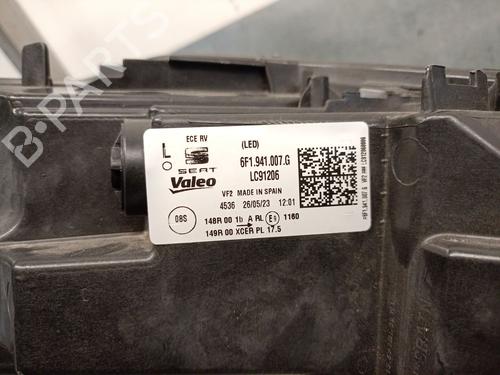 B-PARTS
ECE RV
(LED)
L
SEAT
6F1.941.007.G
LC91206
Valeo
VF2 MADE IN SPAIN
4536 26/05/23 12:01
08S
148R 00 1b A RL E9 1160
149R 00 XCER PL 17.5